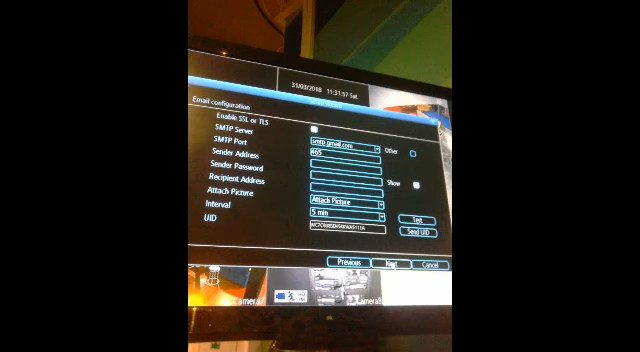 31/03/2018 11:31:57 Sat.
Email configuration
Enable SSL or TLS
SMTP Server smtp.gmail.com Other
SMTP Port 465
Sender Address
Sender Password Show
Recipient Address
Attach Picture Attach Picture
Interval 5 min Test
UID Send UID
Previous Next Cancel
Camera8